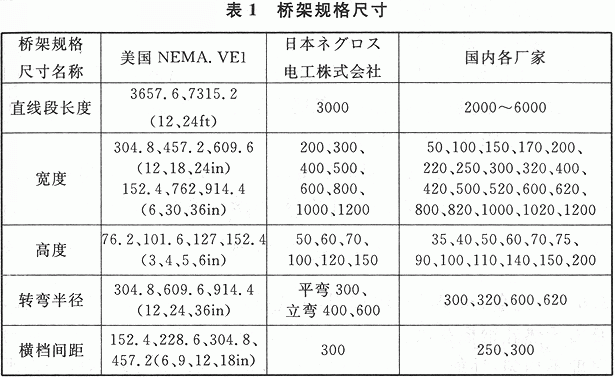 表1 桥架规格尺寸
桥架规格
尺寸名称
美国 NEMA. VE1
日本ネグロス
电工株式会社
国内各厂家
直线段长度
3657.6、7315.2
(12、24ft)
3000
2000～6000
宽度
304.8、457.2、609.6
(12、18、24in)
152.4、762、914.4
(6、30、36in)
200、300、
400、500、
600、800、
1000、1200
50、100、150、170、200、
220、250、300、320、400、
420、500、520、600、620、
800、820、1000、1020、1200
高度
76.2、101.6、127、152.4
(3、4、5、6in)
50、60、70、
100、120、150
35、40、50、60、70、75、
90、100、110、140、150、200
转弯半径
304.8、609.6、914.4
(12、24、36in)
平弯 300、
立弯 400、600
300、320、600、620
横档间距
152.4、228.6、304.8、
457.2(6、9、12、18in)
300
250、300